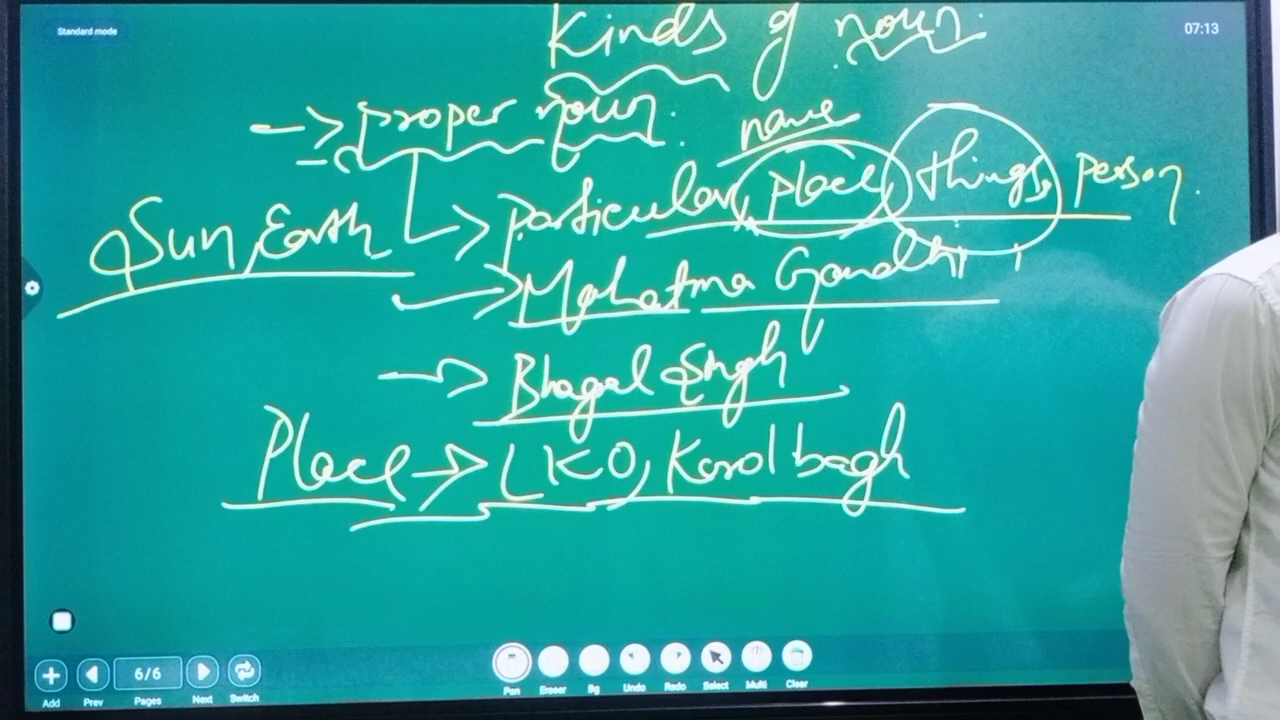 Standard mode
07:13
Kinds of noun.
-> Proper noun.
name
Sun, Earth
-> Particular, place, things, person.
-> Mahatma Gandhi
-> Bhagat Singh
Place -> LKO, Karol bagh
6/6
Add Prev Pages Next Switch
Pen Eraser Bg Undo Redo Select Multi Clear